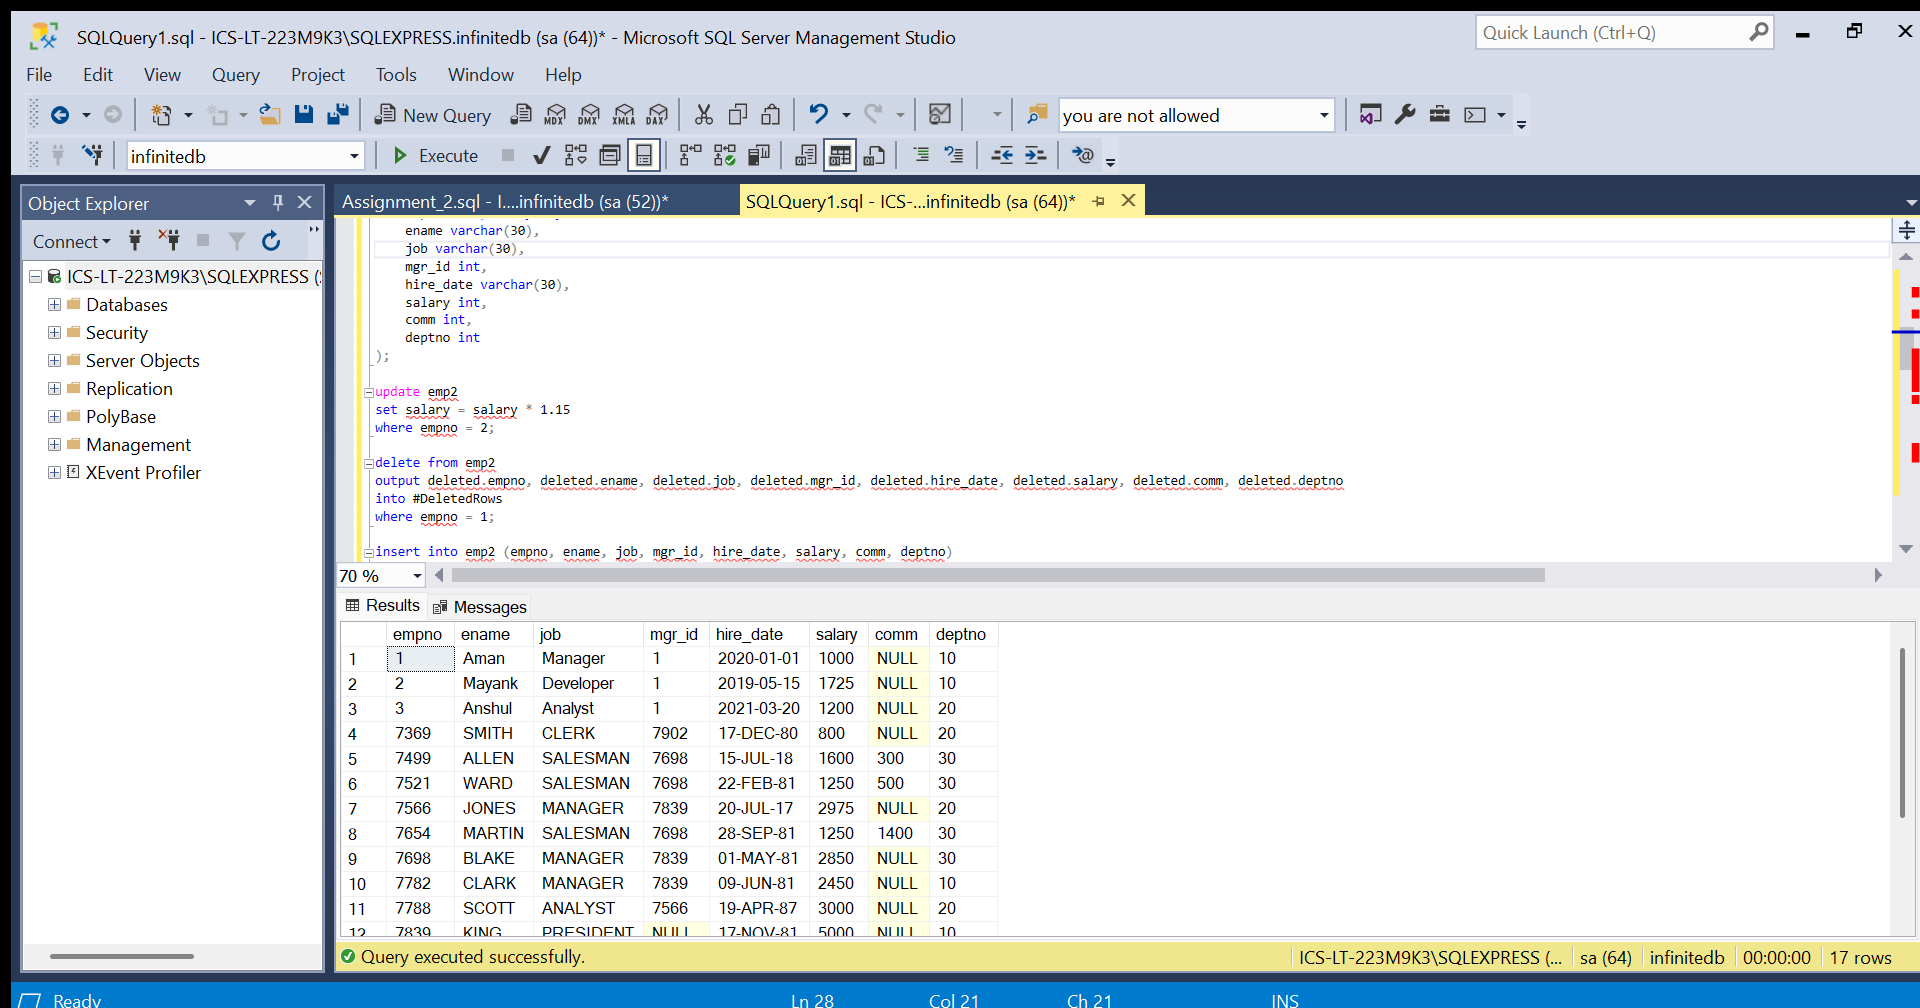 SQLQuery1.sql - ICS-LT-223M9K3\SQLEXPRESS.infinitedb (sa (64))* - Microsoft SQL Server Management Studio
Quick Launch (Ctrl+Q)
File Edit View Query Project Tools Window Help
New Query MDX DMX XMLA DAX you are not allowed
infinitedb Execute
Object Explorer
Connect
ICS-LT-223M9K3\SQLEXPRESS (
Databases
Security
Server Objects
Replication
PolyBase
Management
XEvent Profiler
Assignment_2.sql - I....infinitedb (sa (52))* SQLQuery1.sql - ICS-...infinitedb (sa (64))*
ename varchar(30),
job varchar(30),
mgr_id int,
hire_date varchar(30),
salary int,
comm int,
deptno int
);
update emp2
set salary = salary * 1.15
where empno = 2;
delete from emp2
output deleted.empno, deleted.ename, deleted.job, deleted.mgr_id, deleted.hire_date, deleted.salary, deleted.comm, deleted.deptno
into #DeletedRows
where empno = 1;
insert into emp2 (empno, ename, job, mgr_id, hire_date, salary, comm, deptno)
70 %
Results Messages
empno ename job mgr_id hire_date salary comm deptno
1 1 Aman Manager 1 2020-01-01 1000 NULL 10
2 2 Mayank Developer 1 2019-05-15 1725 NULL 10
3 3 Anshul Analyst 1 2021-03-20 1200 NULL 20
4 7369 SMITH CLERK 7902 17-DEC-80 800 NULL 20
5 7499 ALLEN SALESMAN 7698 15-JUL-18 1600 300 30
6 7521 WARD SALESMAN 7698 22-FEB-81 1250 500 30
7 7566 JONES MANAGER 7839 20-JUL-17 2975 NULL 20
8 7654 MARTIN SALESMAN 7698 28-SEP-81 1250 1400 30
9 7698 BLAKE MANAGER 7839 01-MAY-81 2850 NULL 30
10 7782 CLARK MANAGER 7839 09-JUN-81 2450 NULL 10
11 7788 SCOTT ANALYST 7566 19-APR-87 3000 NULL 20
12 7839 KING PRESIDENT NULL 17-NOV-81 5000 NULL 10
Query executed successfully. ICS-LT-223M9K3\SQLEXPRESS (... sa (64) infinitedb 00:00:00 17 rows
Ready Ln 28 Col 21 Ch 21 INS